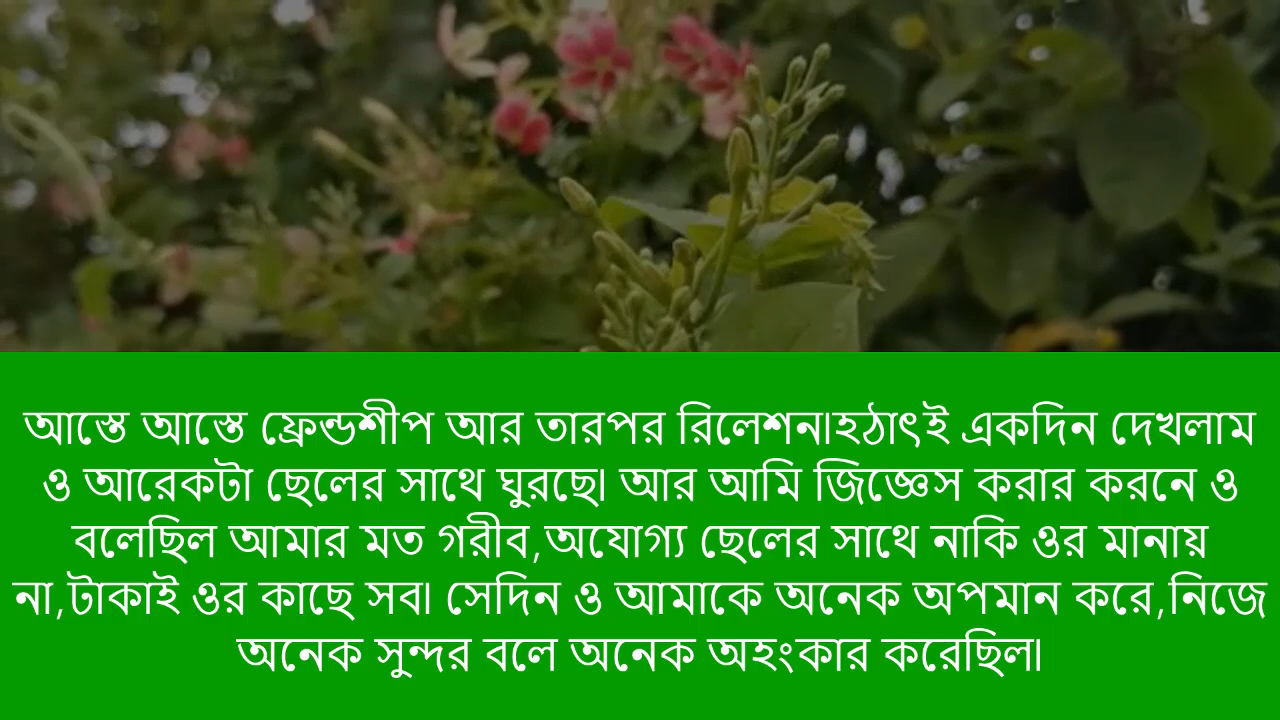 আস্তে আস্তে ফ্রেন্ডশীপ আর তারপর রিলেশন।হঠাৎই একদিন দেখলাম
ও আরেকটা ছেলের সাথে ঘুরছে। আর আমি জিজ্ঞেস করার করনে ও
বলেছিল আমার মত গরীব,অযোগ্য ছেলের সাথে নাকি ওর মানায়
না,টাকাই ওর কাছে সব। সেদিন ও আমাকে অনেক অপমান করে,নিজে
অনেক সুন্দর বলে অনেক অহংকার করেছিল।